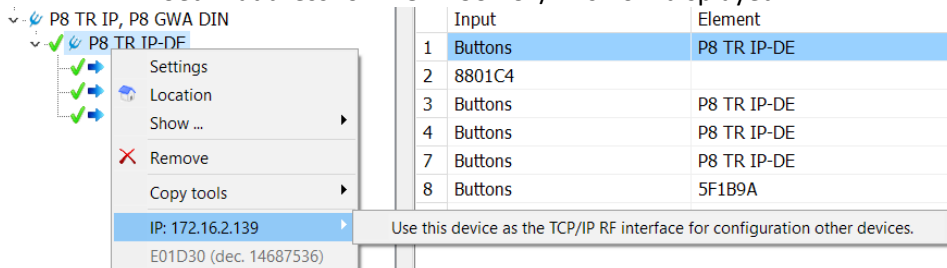 P8 TR IP, P8 GWA DIN
P8 TR IP-DE
Settings
Location
Show ...
Remove
Copy tools
IP: 172.16.2.139
E01D30 (dec. 14687536)
Use this device as the TCP/IP RF interface for configuration other devices.
Input Element
1 Buttons P8 TR IP-DE
2 8801C4
3 Buttons P8 TR IP-DE
4 Buttons P8 TR IP-DE
7 Buttons P8 TR IP-DE
8 Buttons 5F1B9A